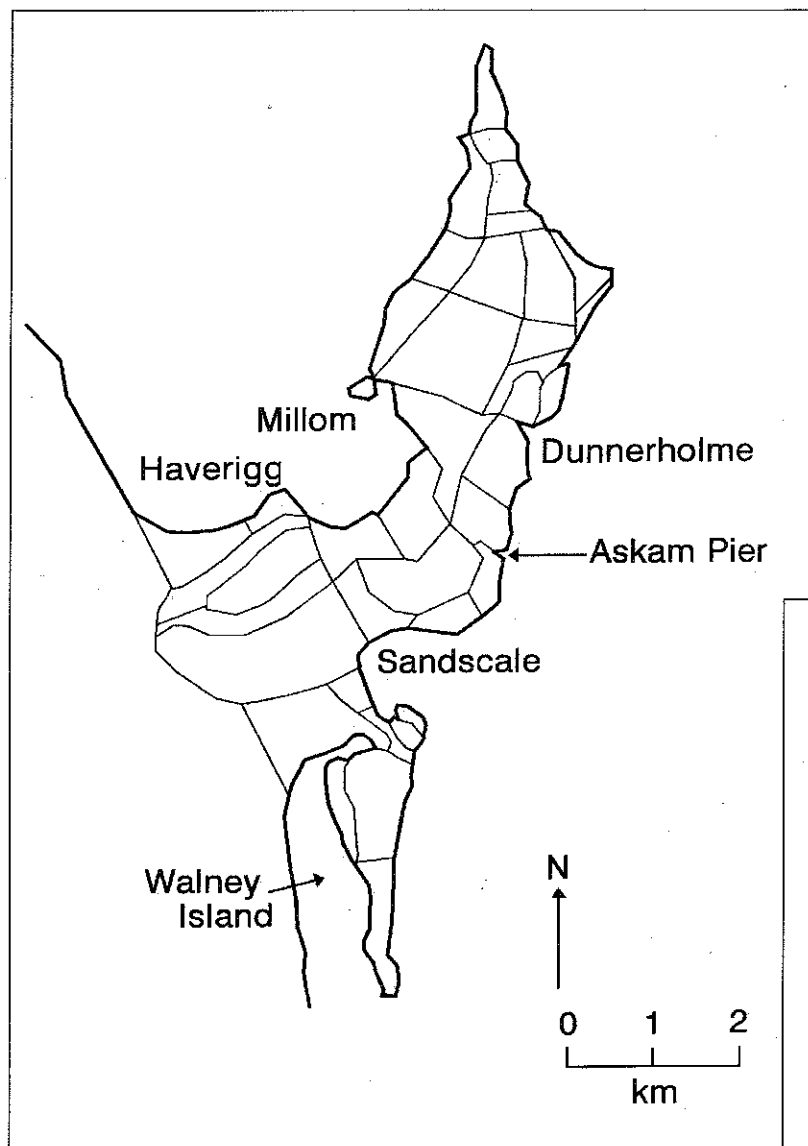 Millom
Haverigg
Dunnerholme
Askam Pier
Sandscale
Walney
Island
N
0 1 2
km